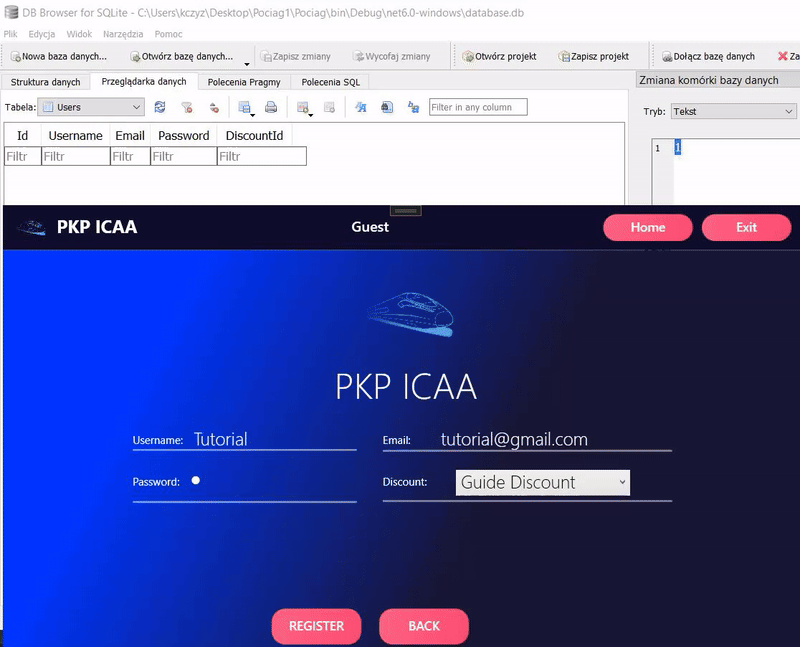 DB Browser for SQLite - C:\Users\kczyz\Desktop\Pociag1\Pociag\bin\Debug\net6.0-windows\database.db
Plik Edycja Widok Narzędzia Pomoc
Nowa baza danych... Otwórz bazę danych... Zapisz zmiany Wycofaj zmiany Otwórz projekt Zapisz projekt Dołącz bazę danych Za
Struktura danych Przeglądarka danych Polecenia Pragmy Polecenia SQL Zmiana komórki bazy danych
Tabela: Users Filter in any column Tryb: Tekst
Id Username Email Password DiscountId
Filtr Filtr Filtr Filtr Filtr
1 1
PKP ICAA Guest Home Exit
PKP ICAA
Username: Tutorial Email: tutorial@gmail.com
Password: Discount: Guide Discount
REGISTER BACK